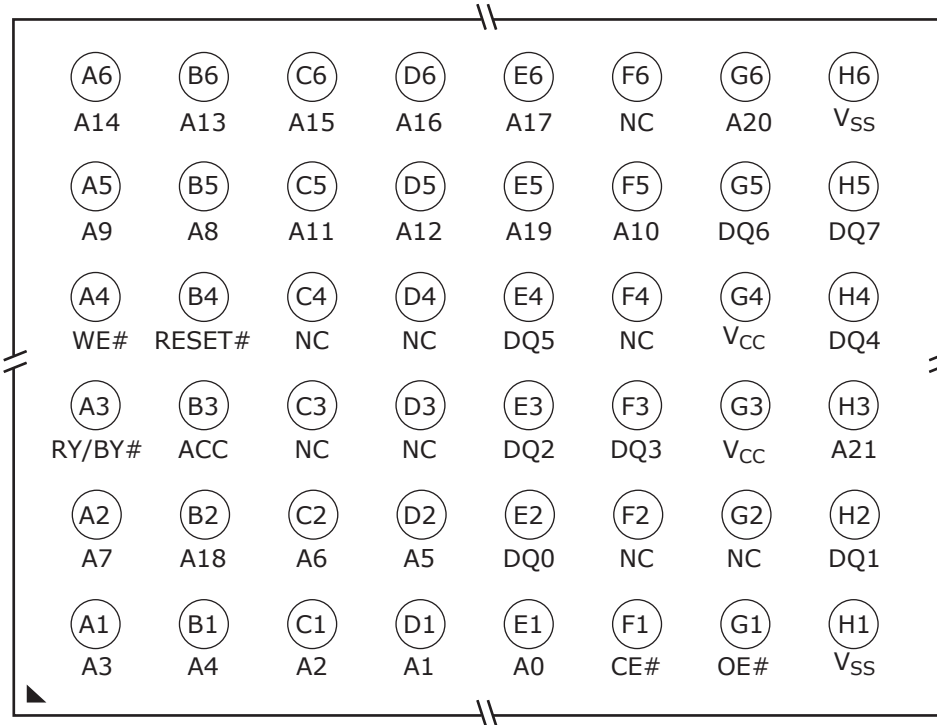 A6 B6 C6 D6 E6 F6 G6 H6
A14 A13 A15 A16 A17 NC A20 VSS
A5 B5 C5 D5 E5 F5 G5 H5
A9 A8 A11 A12 A19 A10 DQ6 DQ7
A4 B4 C4 D4 E4 F4 G4 H4
WE# RESET# NC NC DQ5 NC VCC DQ4
A3 B3 C3 D3 E3 F3 G3 H3
RY/BY# ACC NC NC DQ2 DQ3 VCC A21
A2 B2 C2 D2 E2 F2 G2 H2
A7 A18 A6 A5 DQ0 NC NC DQ1
A1 B1 C1 D1 E1 F1 G1 H1
A3 A4 A2 A1 A0 CE# OE# VSS